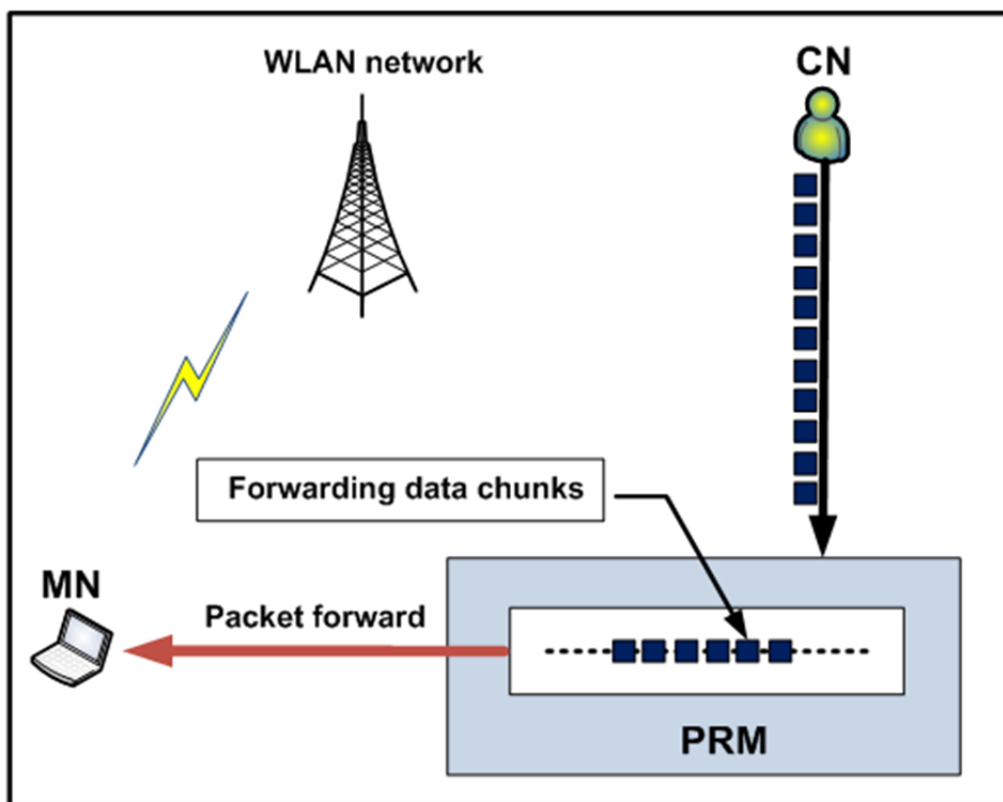 WLAN network
CN
Forwarding data chunks
MN
Packet forward
PRM